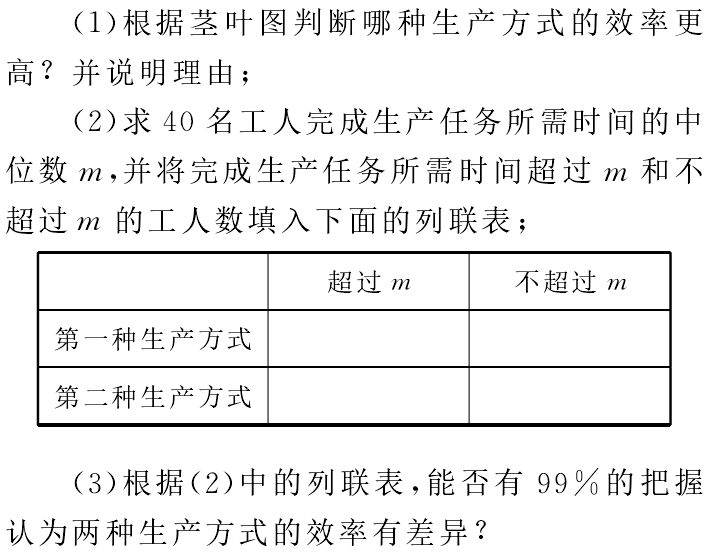 (1)根据茎叶图判断哪种生产方式的效率更
高？并说明理由；
(2)求 40 名工人完成生产任务所需时间的中
位数 m,并将完成生产任务所需时间超过 m 和不
超过 m 的工人数填入下面的列联表；
超过 m 不超过 m
第一种生产方式
第二种生产方式
(3)根据(2)中的列联表,能否有 99%的把握
认为两种生产方式的效率有差异？